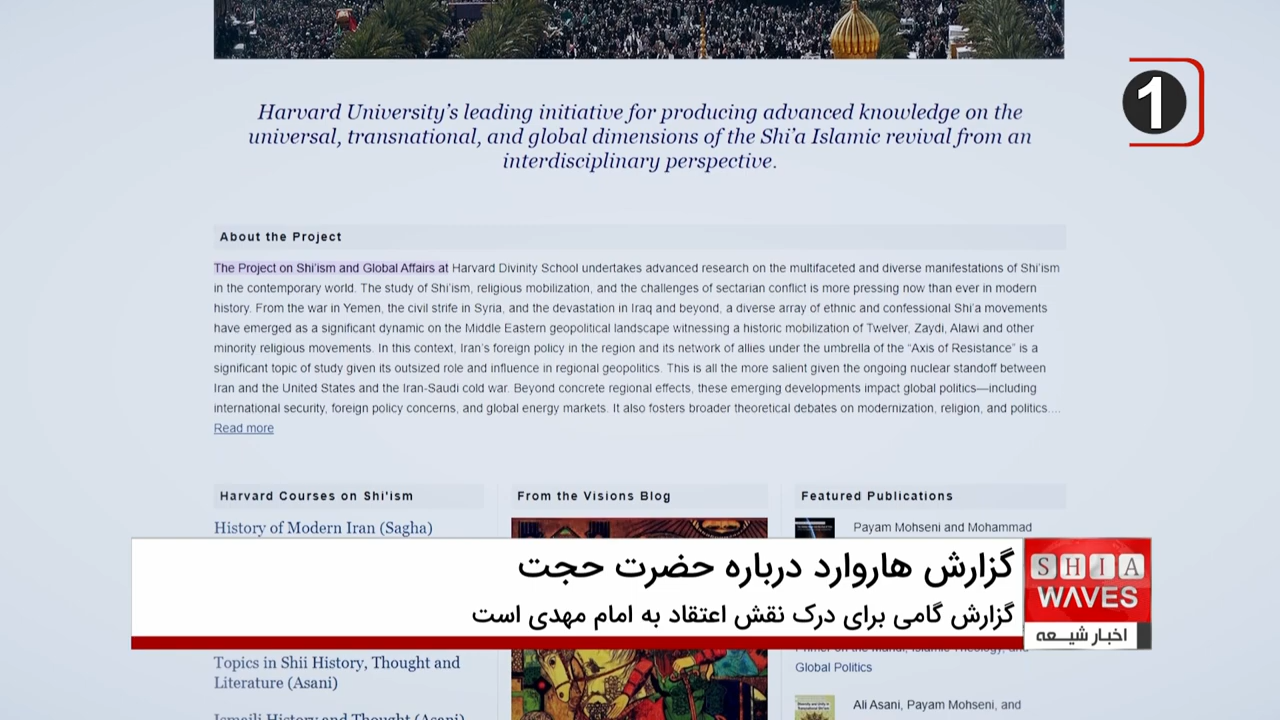 1
Harvard University's leading initiative for producing advanced knowledge on the
universal, transnational, and global dimensions of the Shi'a Islamic revival from an
interdisciplinary perspective.
About the Project
The Project on Shi'ism and Global Affairs at Harvard Divinity School undertakes advanced research on the multifaceted and diverse manifestations of Shi'ism
in the contemporary world. The study of Shi'ism, religious mobilization, and the challenges of sectarian conflict is more pressing now than ever in modern
history. From the war in Yemen, the civil strife in Syria, and the devastation in Iraq and beyond, a diverse array of ethnic and confessional Shi'a movements
have emerged as a significant dynamic on the Middle Eastern geopolitical landscape witnessing a historic mobilization of Twelver, Zaydi, Alawi and other
minority religious movements. In this context, Iran's foreign policy in the region and its network of allies under the umbrella of the “Axis of Resistance” is a
significant topic of study given its outsized role and influence in regional geopolitics. This is all the more salient given the ongoing nuclear standoff between
Iran and the United States and the Iran-Saudi cold war. Beyond concrete regional effects, these emerging developments impact global politics—including
international security, foreign policy concerns, and global energy markets. It also fosters broader theoretical debates on modernization, religion, and politics....
Read more
Harvard Courses on Shi'ism
History of Modern Iran (Sagha)
Topics in Shii History, Thought and
Literature (Asani)
Ismaili History and Thought (Asani)
From the Visions Blog
Featured Publications
Payam Mohseni and Mohammad
Global Politics
Ali Asani, Payam Mohseni, and
گزارش هاروارد درباره حضرت حجت
گزارش گامی برای درک نقش اعتقاد به امام مهدی است
SHIA
WAVES
اخبار شیعه